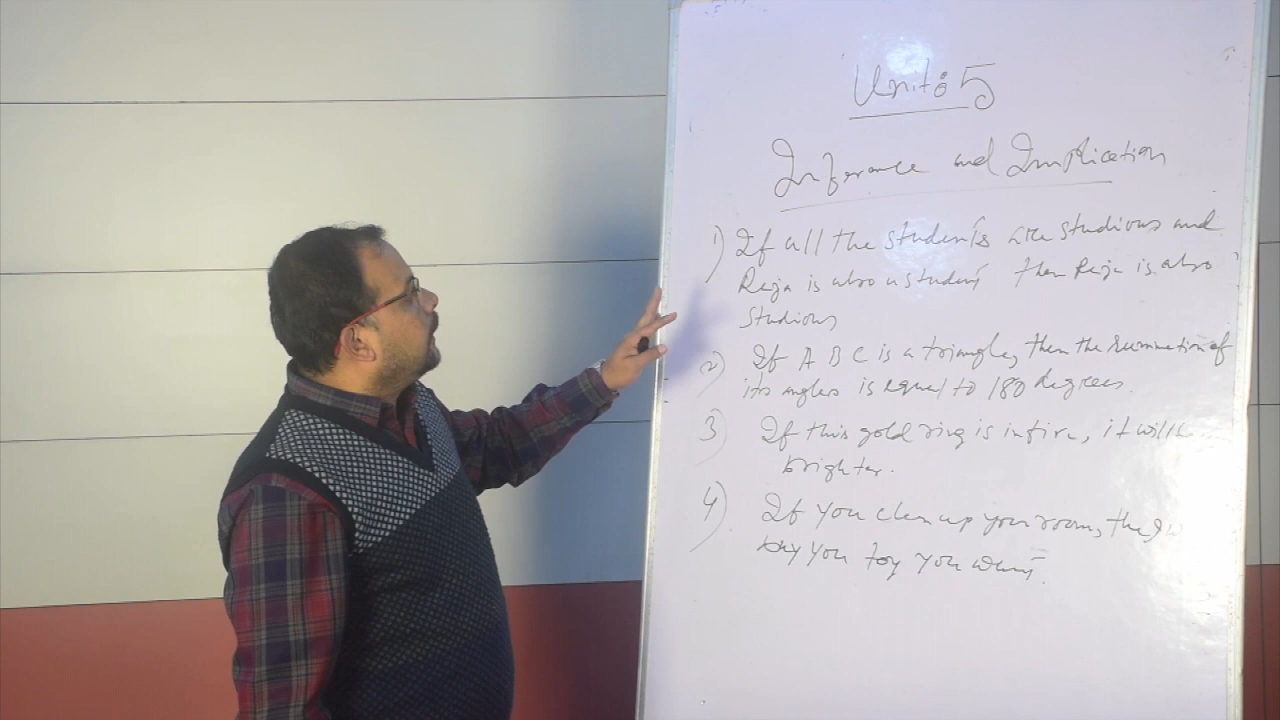 Unit: 5
Inference and Implication
1) If all the students are studious and
Reija is also a student then Reija is also
studious
2) If A B C is a triangle, then the summation of
its angles is equal to 180 degrees.
3) If this gold ring is in fire, it will
brighter.
4) If you clean up your room, then I
buy you toy you want.